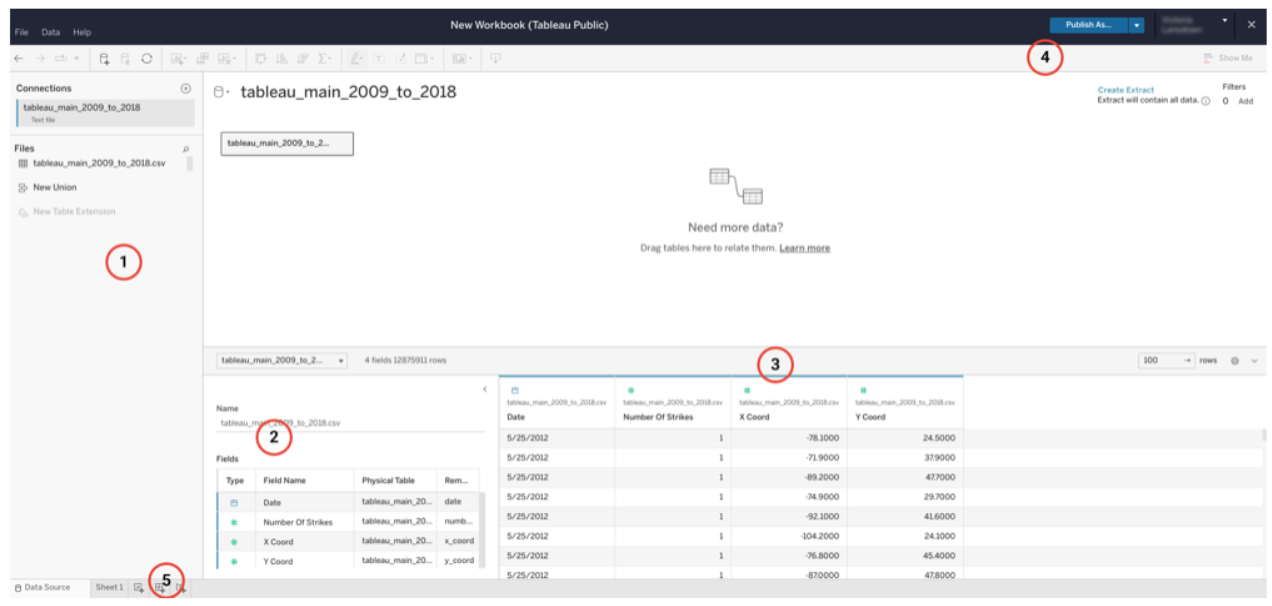 New Workbook (Tableau Public)
Publish As...
File Data Help
4
Show Me
Connections
tableau_main_2009_to_2018
Text file
Files
tableau_main_2009_to_2018.csv
New Union
New Table Extension
1
tableau_main_2009_to_2018
Create Extract
Extract will contain all data.
Filters
0 Add
tableau_main_2009_to_2...
Need more data?
Drag tables here to relate them. Learn more
tableau_main_2009_to_2...
4 fields 12875911 rows
3
100 rows
Name
tableau_main_2009_to_2018.csv
2
Fields
Type Field Name Physical Table Rem...
Date tableau_main_20... date
Number Of Strikes tableau_main_20... numb...
X Coord tableau_main_20... x_coord
Y Coord tableau_main_20... y_coord
tableau_main_2009_to_2018.csv tableau_main_2009_to_2018.csv tableau_main_2009_to_2018.csv tableau_main_2009_to_2018.csv
Date Number Of Strikes X Coord Y Coord
5/25/2012 1 -78.1000 24.5000
5/25/2012 1 -71.9000 37.9000
5/25/2012 1 -89.2000 47.7000
5/25/2012 1 -74.9000 29.7000
5/25/2012 1 -92.1000 41.6000
5/25/2012 1 -104.2000 24.1000
5/25/2012 1 -76.8000 45.4000
5/25/2012 1 -87.0000 47.8000
Data Source Sheet 1
5